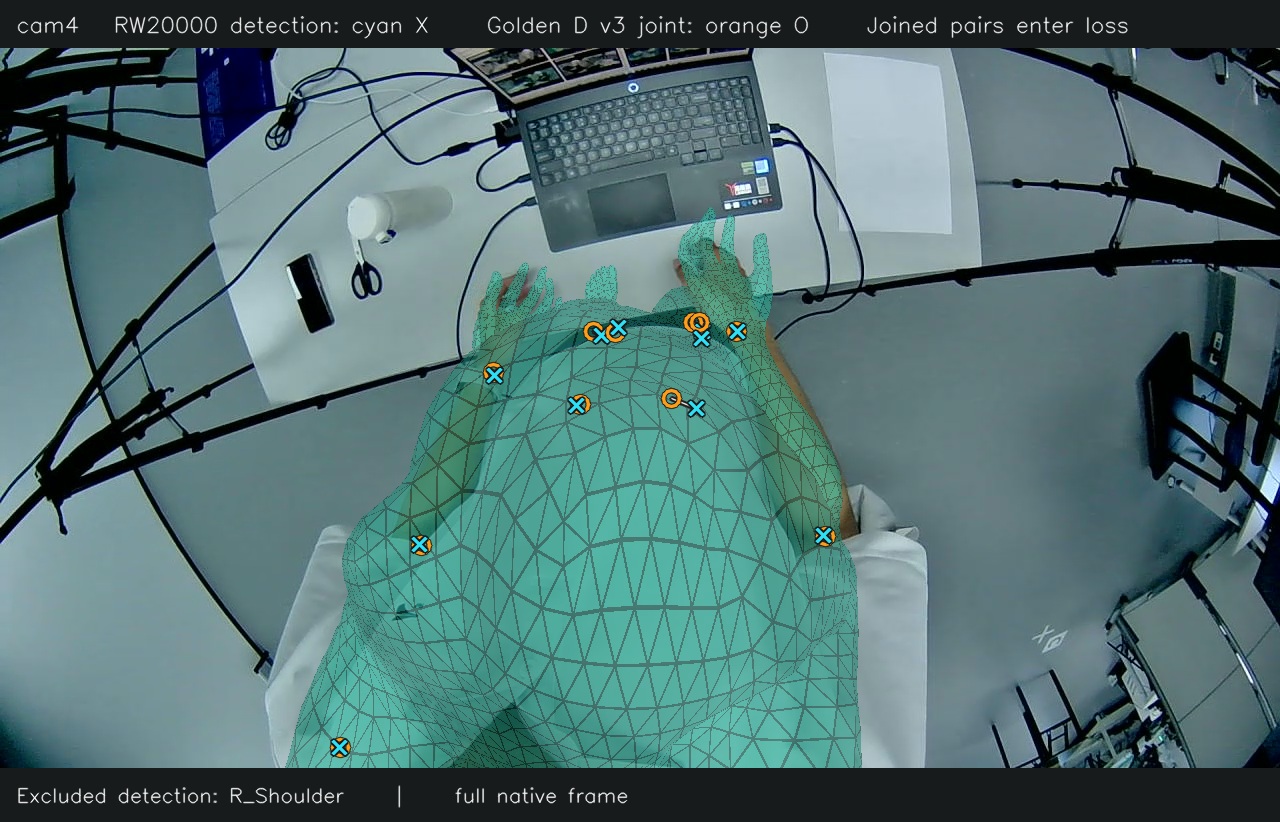 cam4 RW20000 detection: cyan X Golden D v3 joint: orange O Joined pairs enter loss
Excluded detection: R_Shoulder | full native frame